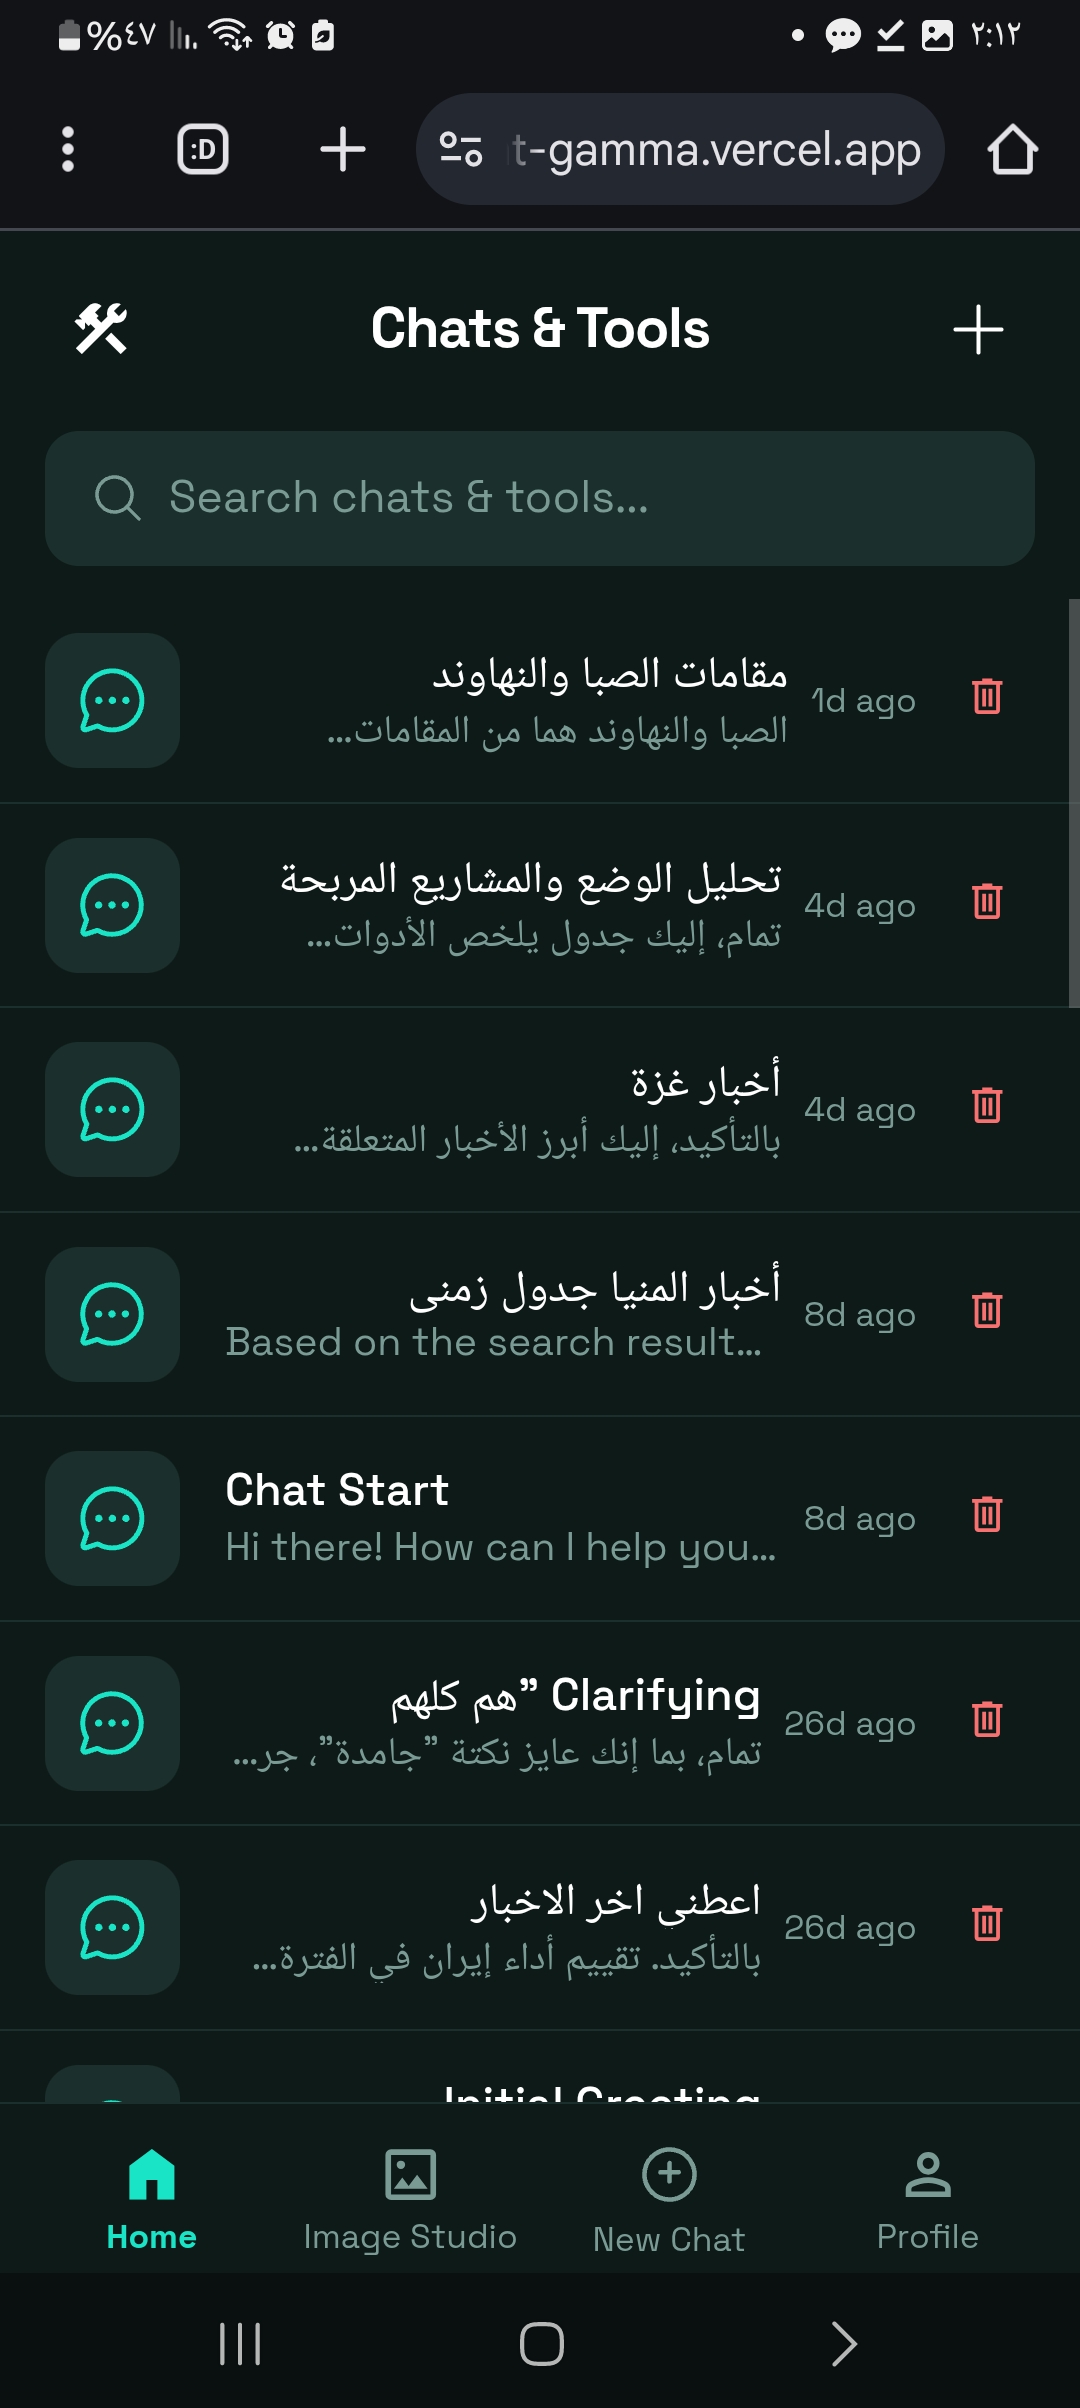 ٢:١٢
%٤٧
:D
t-gamma.vercel.app
Chats & Tools
Search chats & tools...
مقامات الصبا والنهاوند
الصبا والنهاوند هما من المقامات...
1d ago
تحليل الوضع والمشاريع المربحة
تمام، إليك جدول يلخص الأدوات...
4d ago
أخبار غزة
بالتأكيد، إليك أبرز الأخبار المتعلقة...
4d ago
أخبار المنيا جدول زمنى
Based on the search result...
8d ago
Chat Start
Hi there! How can I help you...
8d ago
Clarifying ”هم كلهم
تمام، بما إنك عايز نكتة ”جامدة”، جر...
26d ago
اعطنى اخر الاخبار
بالتأكيد. تقييم أداء إيران في الفترة...
26d ago
Initial Greeting
Home
Image Studio
New Chat
Profile